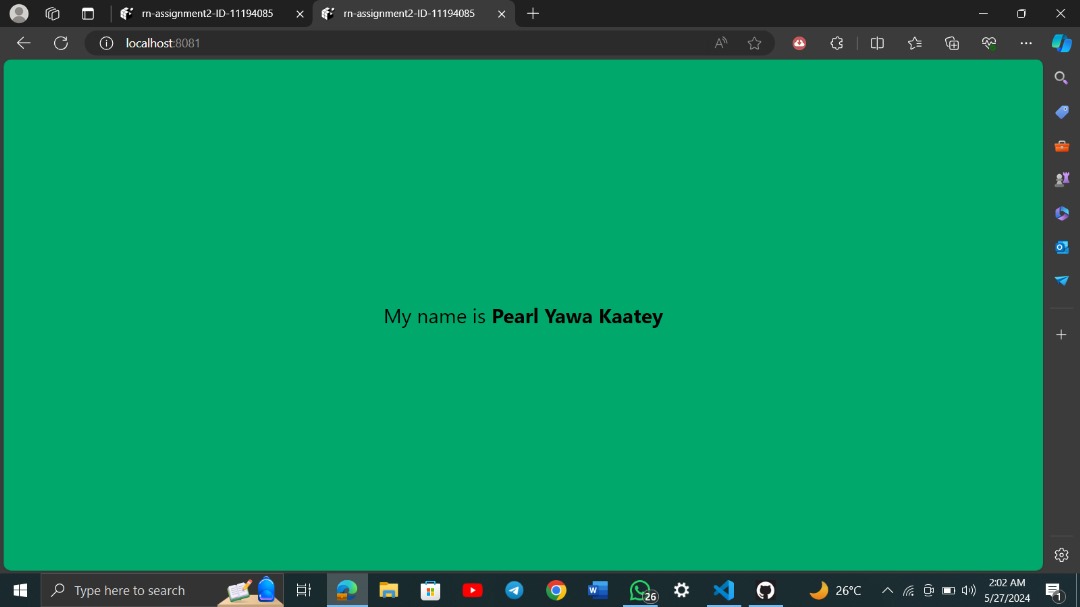 rn-assignment2-ID-11194085
rn-assignment2-ID-11194085
localhost:8081
My name is Pearl Yawa Kaatey
Type here to search
26
26°C
2:02 AM
5/27/2024
1